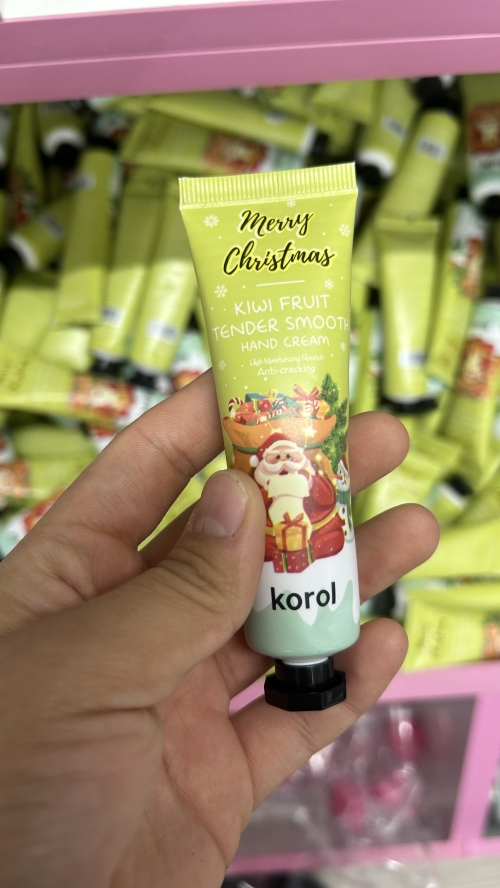 Merry
Christmas
KIWI FRUIT
TENDER SMOOTH
HAND CREAM
Anti-cracking
korol